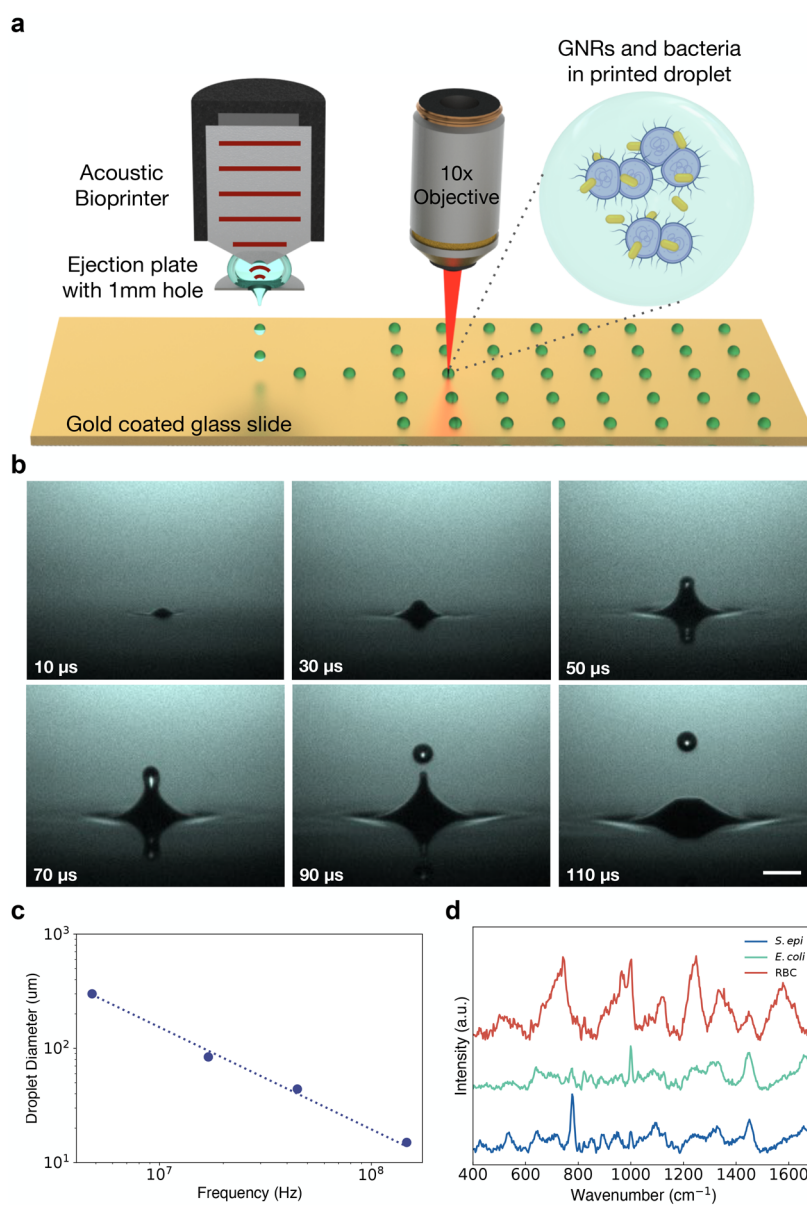 a
GNRs and bacteria
in printed droplet
Acoustic
Bioprinter
10x
Objective
Ejection plate
with 1mm hole
Gold coated glass slide
b
10 µs
30 µs
50 µs
70 µs
90 µs
110 µs
c
10³
10²
10¹
Droplet Diameter (um)
10⁷
10⁸
Frequency (Hz)
d
S. epi
E. coli
RBC
Intensity (a.u.)
400 600 800 1000 1200 1400 1600
Wavenumber (cm⁻¹)